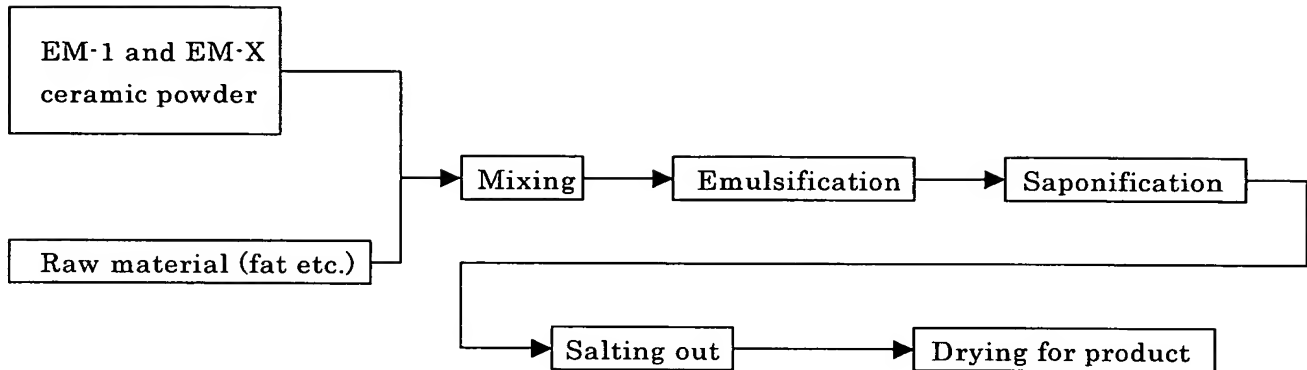 EM-1 and EM-X
ceramic powder
Mixing
Emulsification
Saponification
Raw material (fat etc.)
Salting out
Drying for product